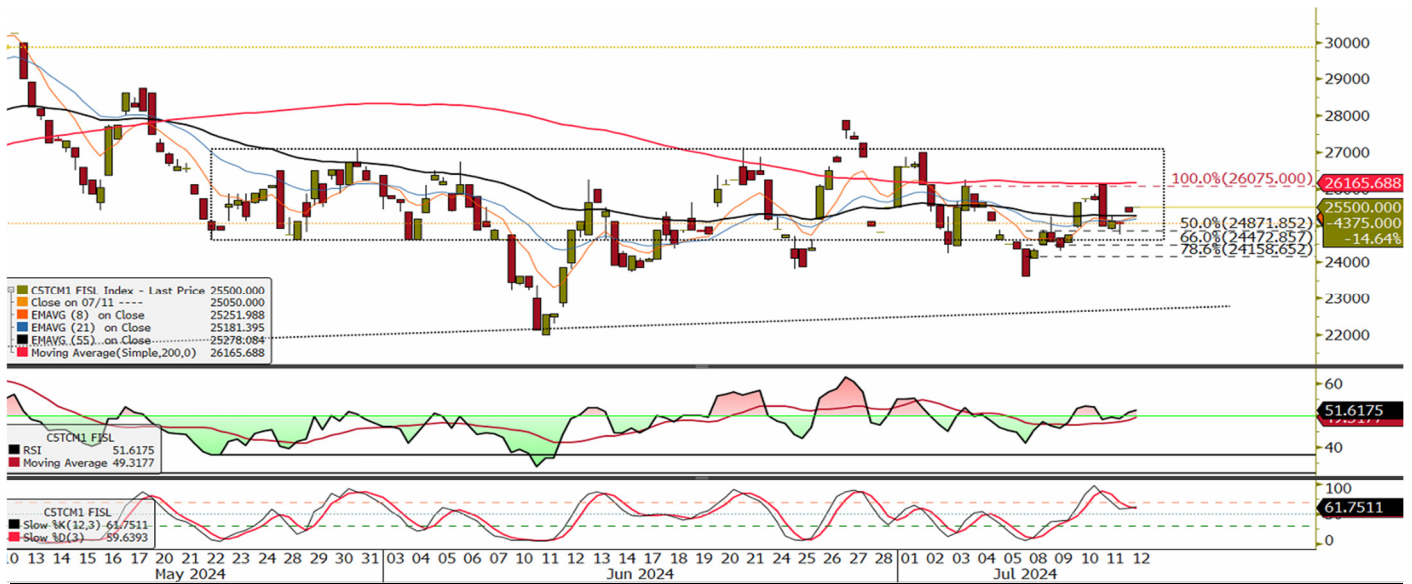 30000
29000
28000
27000
100.0%(26075.000)
26165.688
25500.000
-4375.000
-14.64%
50.0%(24871.852)
66.0%(24472.857)
78.6%(24158.652)
24000
23000
22000
C5TCM1 FISL Index - Last Price 25500.000
Close on 07/11 ---- 25050.000
EMAVG (8) on Close 25251.988
EMAVG (21) on Close 25181.395
EMAVG (55) on Close 25278.084
Moving Average(Simple,200,0) 26165.688
60
51.6175
49.3177
40
C5TCM1 FISL
RSI 51.6175
Moving Average 49.3177
100
61.7511
0
C5TCM1 FISL
Slow %K(12,3) 61.7511
Slow %D(3) 59.6393
10 13 14 15 16 17 20 21 22 23 24 28 29 30 31 03 04 05 06 07 10 11 12 13 14 17 18 19 20 21 24 25 26 27 28 01 02 03 04 05 08 09 10 11 12
May 2024 Jun 2024 Jul 2024